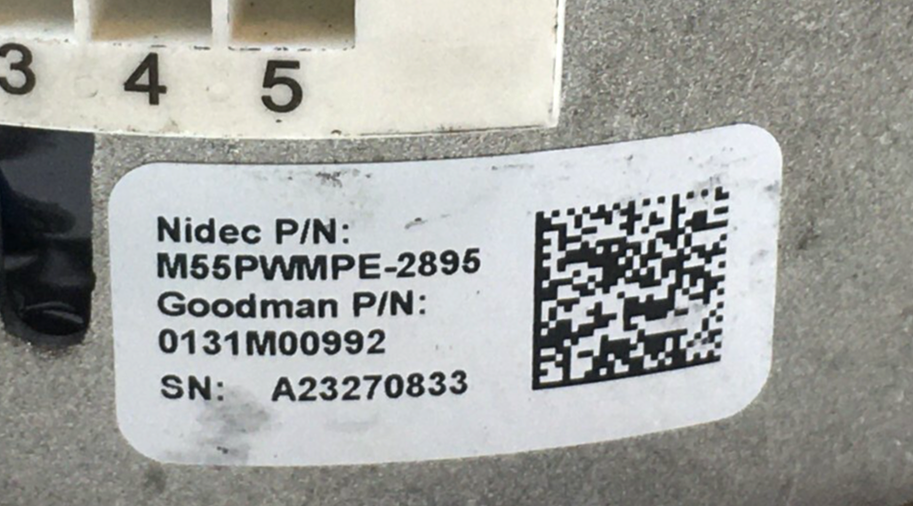 3 4 5
Nidec P/N:
M55PWMPE-2895
Goodman P/N:
0131M00992
SN: A23270833